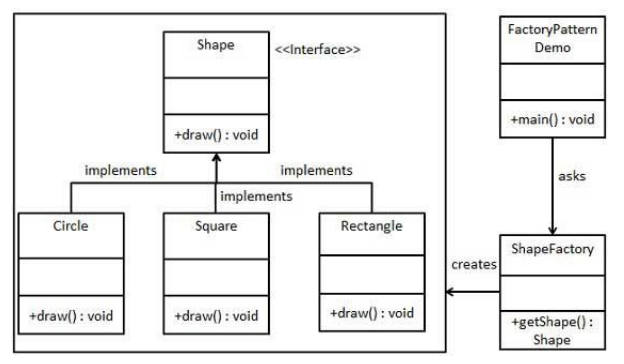 Shape
<<Interface>>
+draw() : void
implements
implements
implements
Circle
+draw() : void
Square
+draw() : void
Rectangle
+draw() : void
FactoryPattern
Demo
+main() : void
asks
ShapeFactory
+getShape() :
Shape
creates